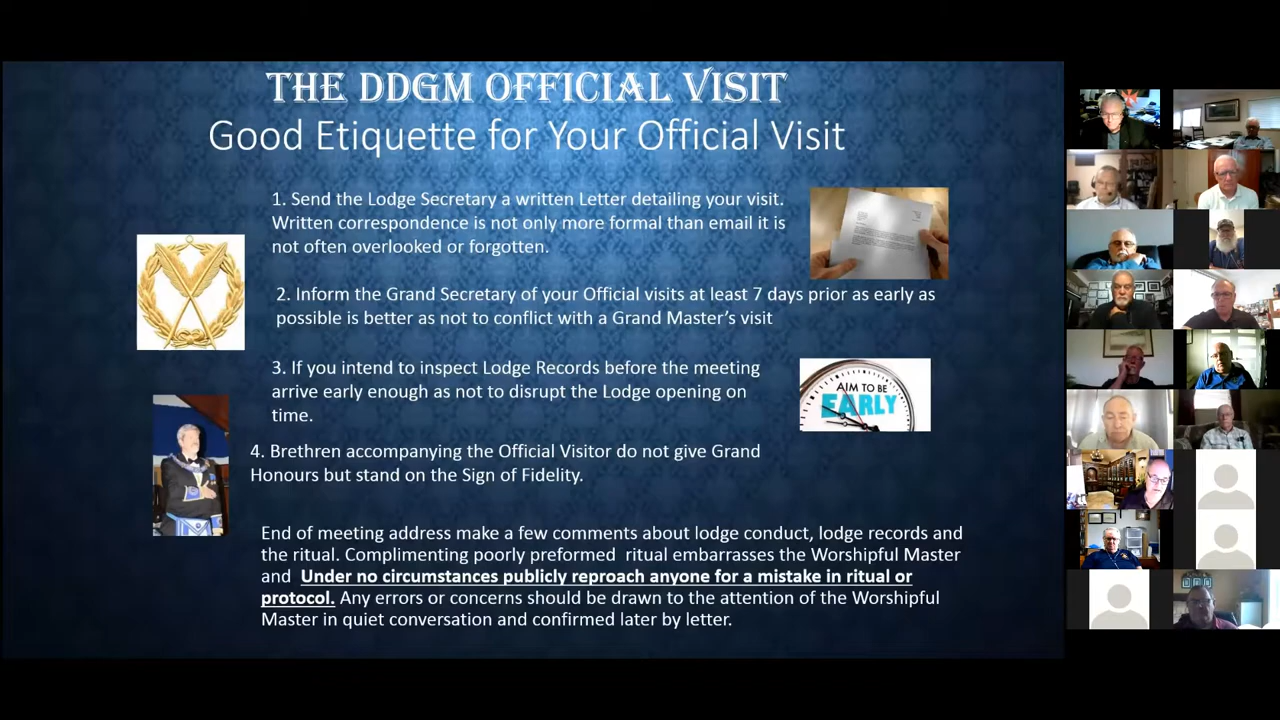 THE DDGM OFFICIAL VISIT
Good Etiquette for Your Official Visit
1. Send the Lodge Secretary a written Letter detailing your visit.
Written correspondence is not only more formal than email it is
not often overlooked or forgotten.
2. Inform the Grand Secretary of your Official visits at least 7 days prior as early as
possible is better as not to conflict with a Grand Master's visit
3. If you intend to inspect Lodge Records before the meeting
arrive early enough as not to disrupt the Lodge opening on
time.
AIM TO BE
EARLY
4. Brethren accompanying the Official Visitor do not give Grand
Honours but stand on the Sign of Fidelity.
End of meeting address make a few comments about lodge conduct, lodge records and
the ritual. Complimenting poorly preformed ritual embarrasses the Worshipful Master
and Under no circumstances publicly reproach anyone for a mistake in ritual or
protocol. Any errors or concerns should be drawn to the attention of the Worshipful
Master in quiet conversation and confirmed later by letter.